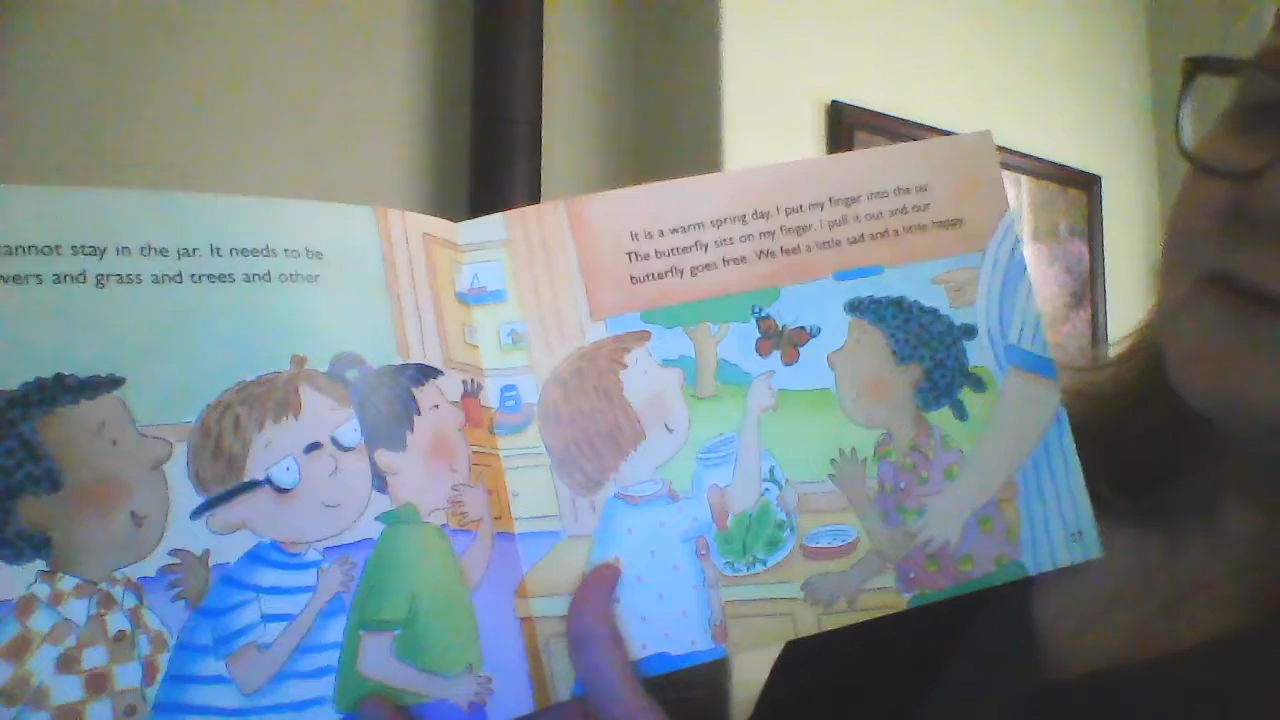 cannot stay in the jar. It needs to be
and grass and trees and other
It is a warm spring day. I put my finger into the jar.
The butterfly sits on my finger. I pull it out and our
butterfly goes free. We feel a little sad and a little happy.